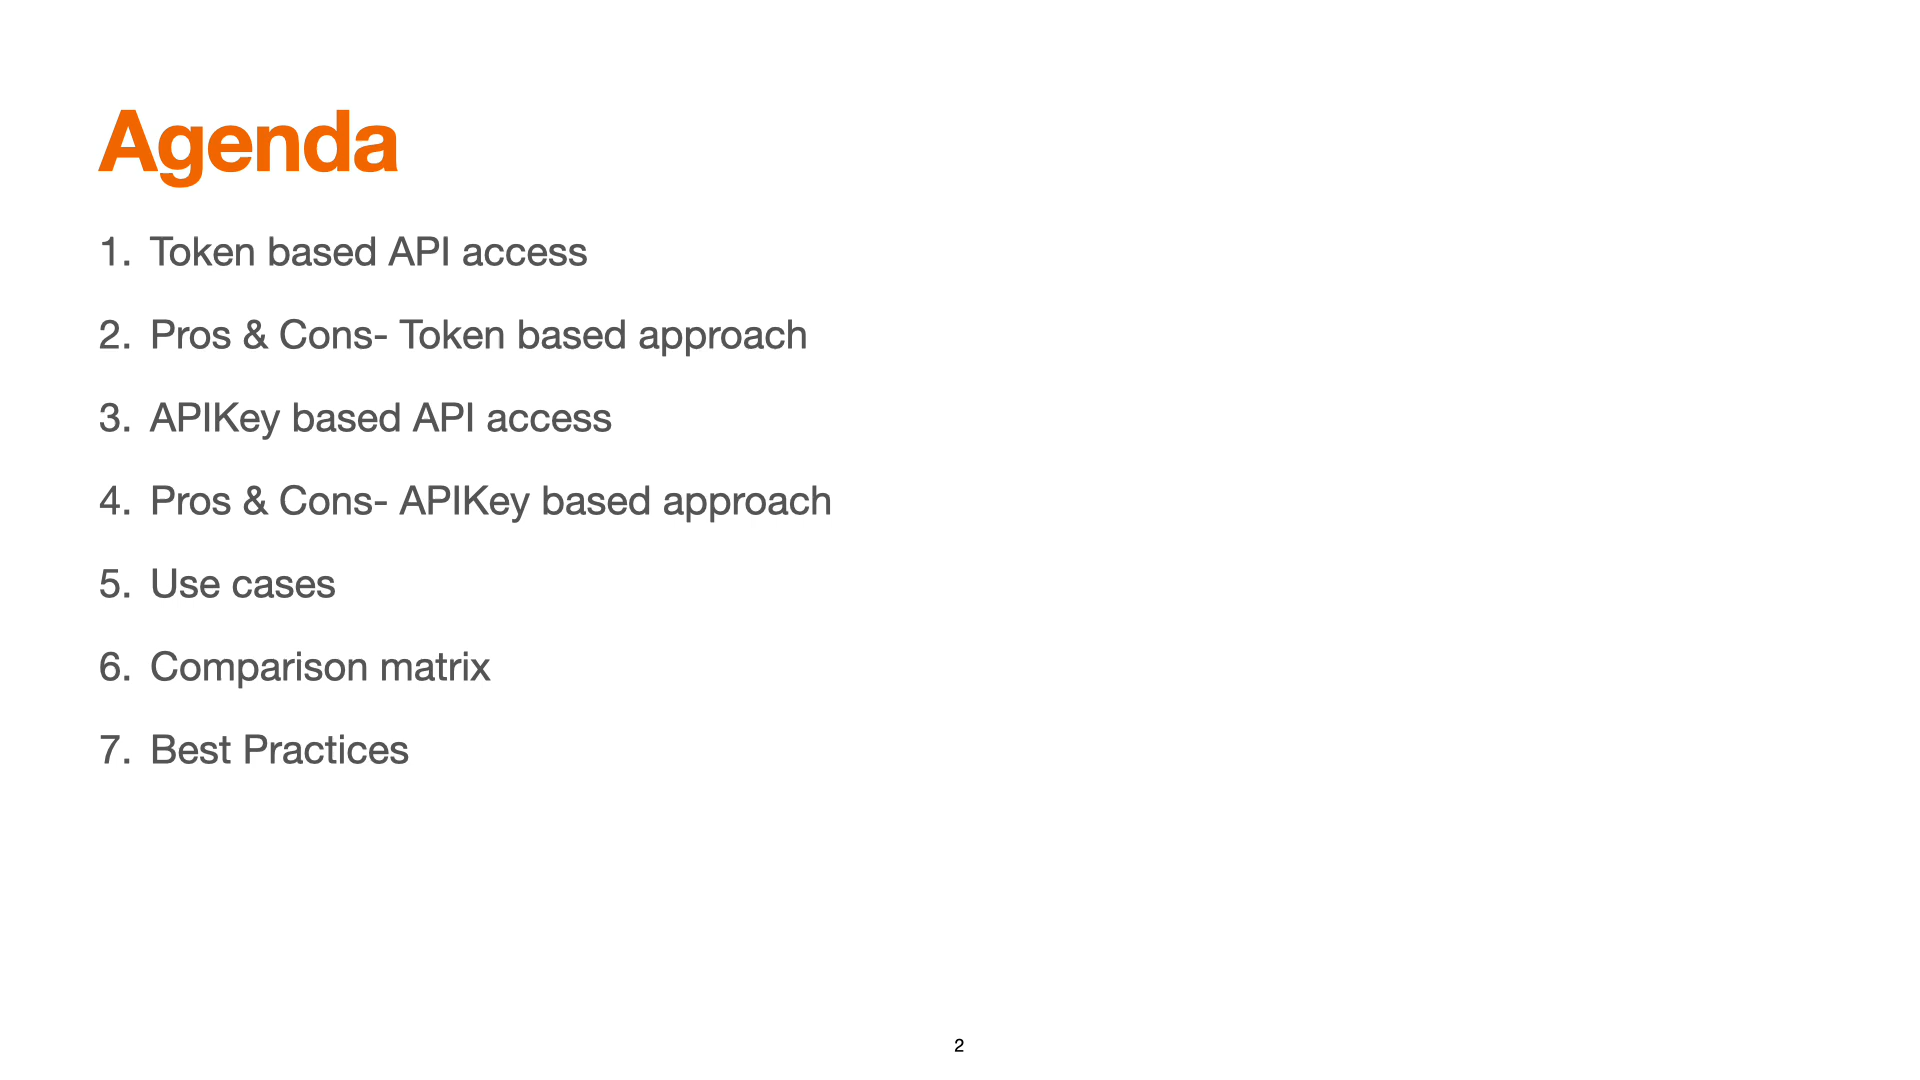 Agenda
1. Token based API access
2. Pros & Cons- Token based approach
3. APIKey based API access
4. Pros & Cons- APIKey based approach
5. Use cases
6. Comparison matrix
7. Best Practices
2